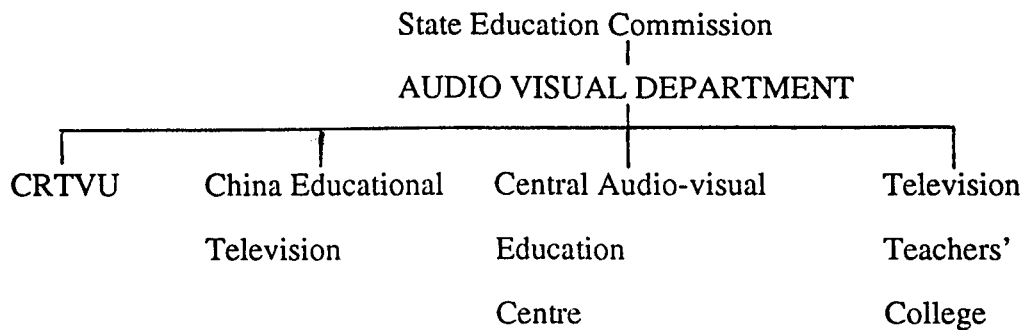 State Education Commission
AUDIO VISUAL DEPARTMENT
CRTVU
China Educational
Television
Central Audio-visual
Education
Centre
Television
Teachers'
College